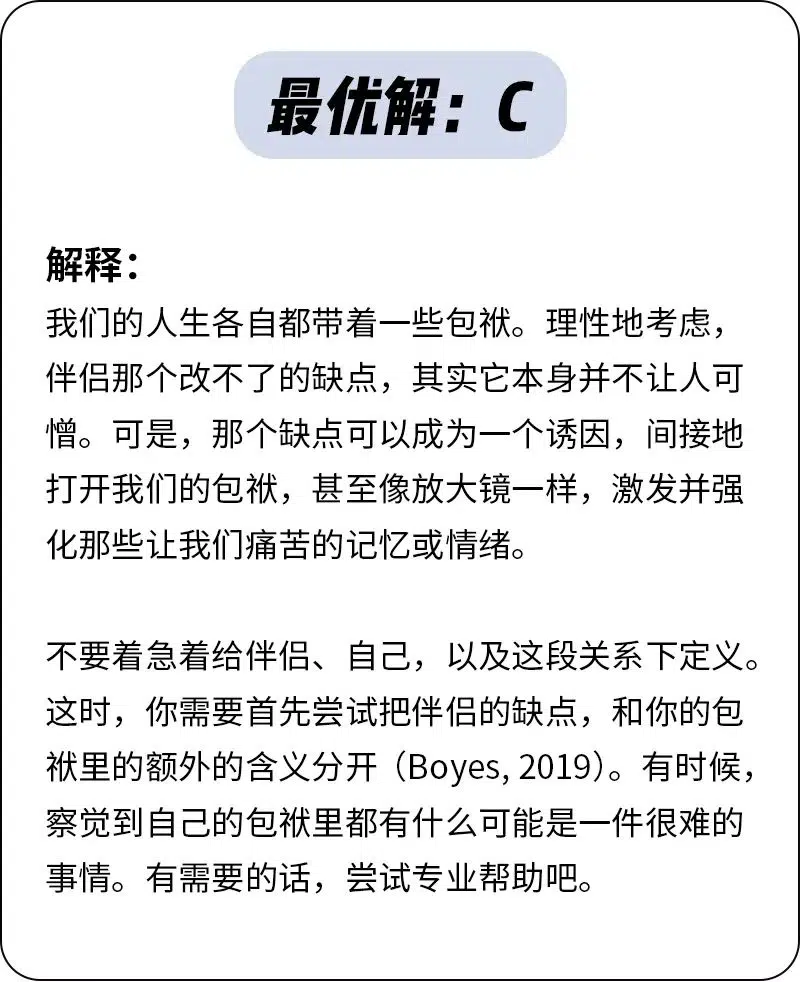 最优解：C
解释：
我们的人生各自都带着一些包袱。理性地考虑，
伴侣那个改不了的缺点，其实它本身并不让人可
憎。可是，那个缺点可以成为一个诱因，间接地
打开我们的包袱，甚至像放大镜一样，激发并强
化那些让我们痛苦的记忆或情绪。
不要着急着给伴侣、自己，以及这段关系下定义。
这时，你需要首先尝试把伴侣的缺点，和你的包
袱里的额外的含义分开（Boyes, 2019）。有时候，
察觉到自己的包袱里都有什么可能是一件很难的
事情。有需要的话，尝试专业帮助吧。